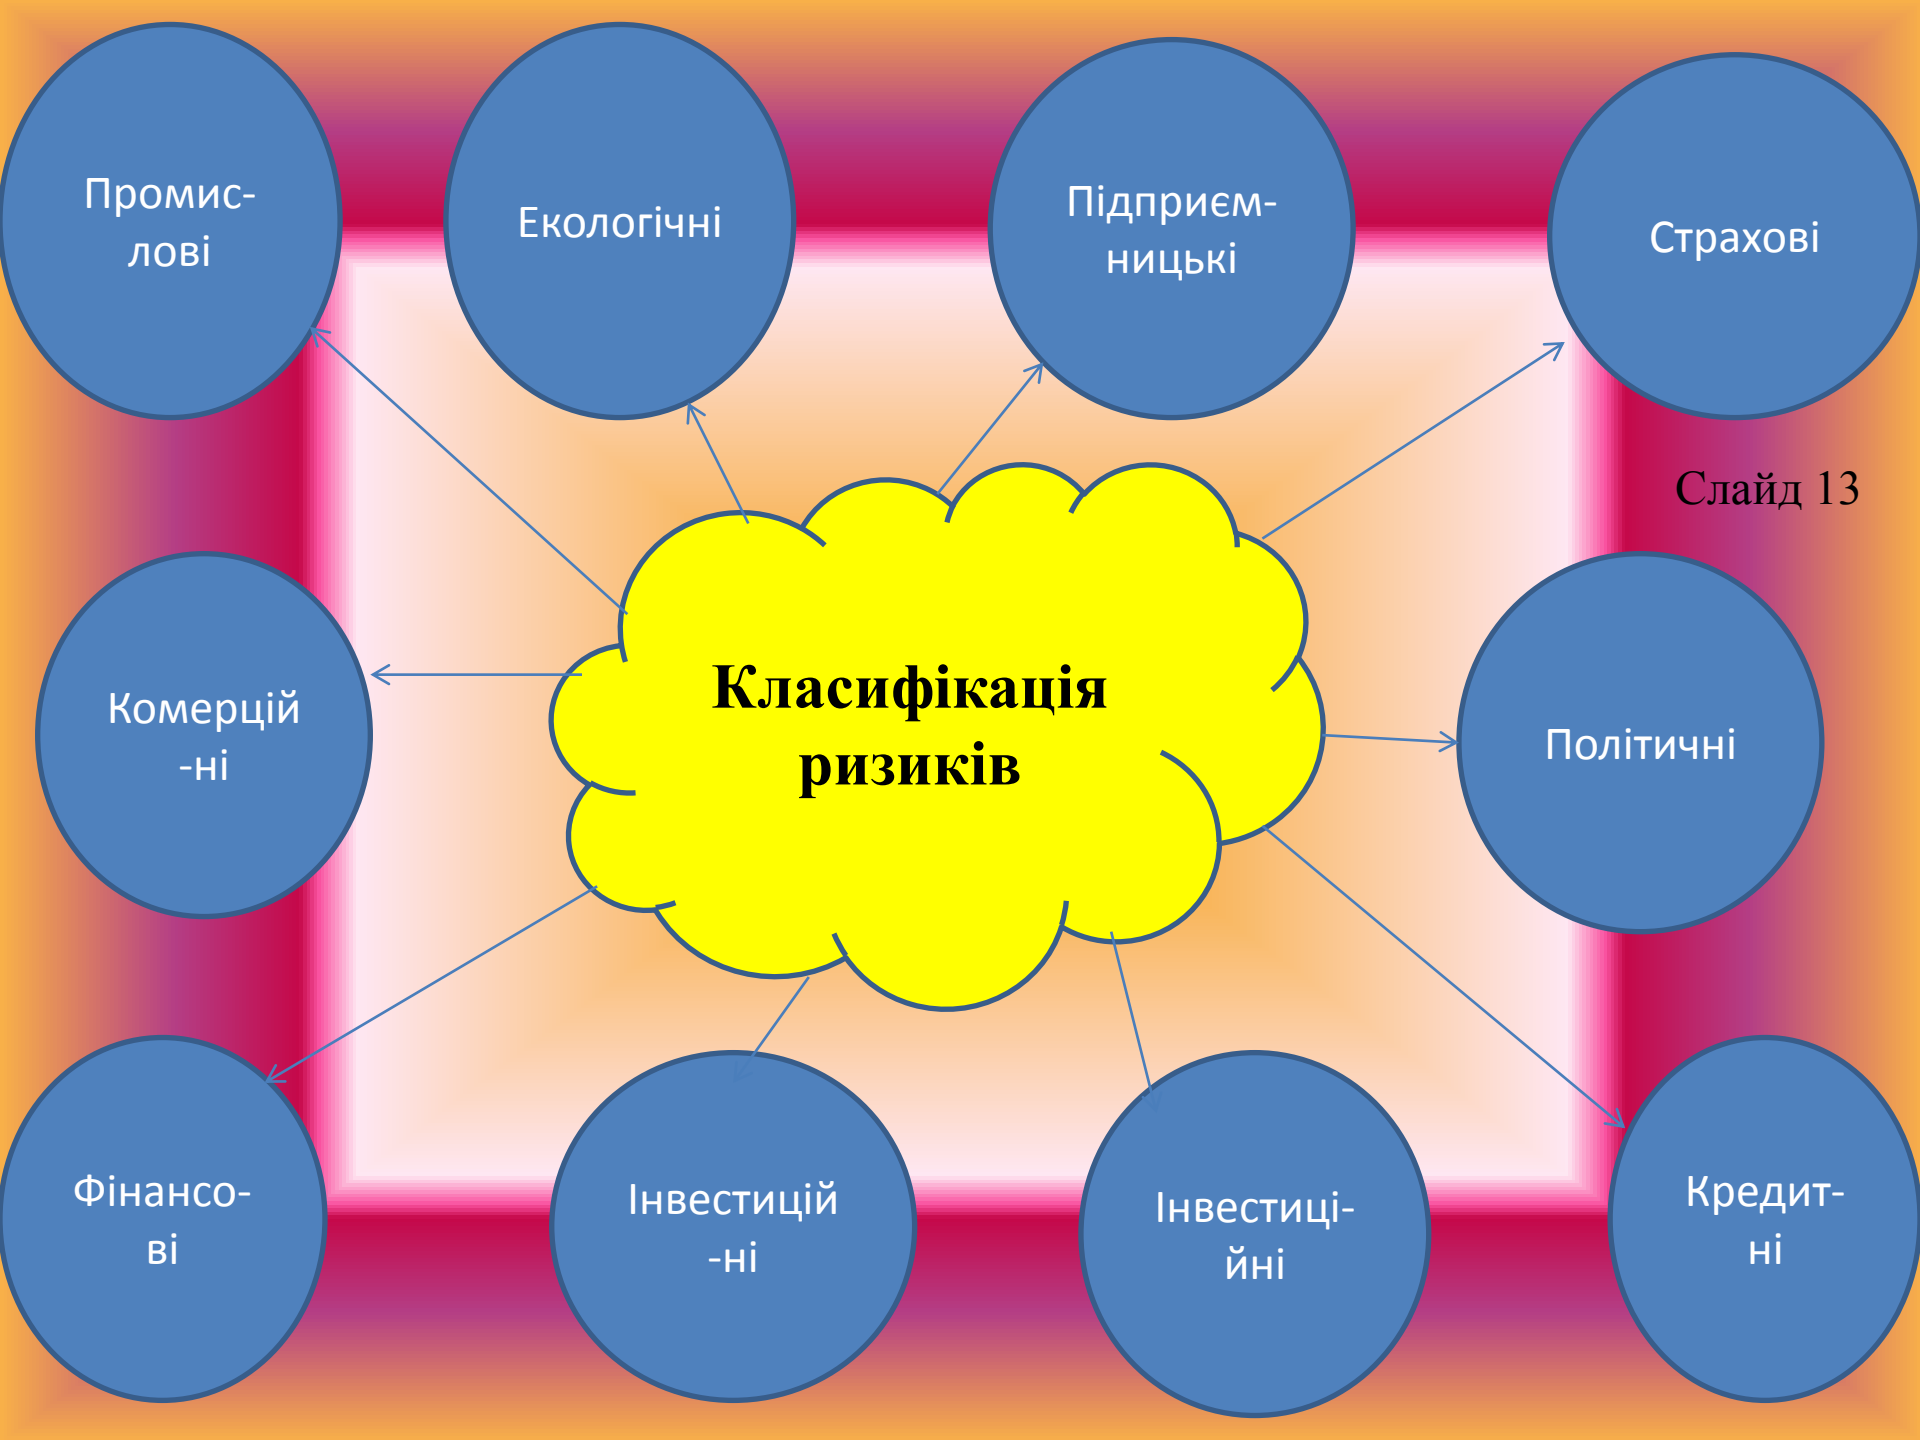 Промис-
лові
Екологічні
Підприєм-
ницькі
Страхові
Слайд 13
Комерцій
-ні
Класифікація
ризиків
Політичні
Фінансо-
ві
Інвестицій
-ні
Інвестиці-
йні
Кредит-
ні